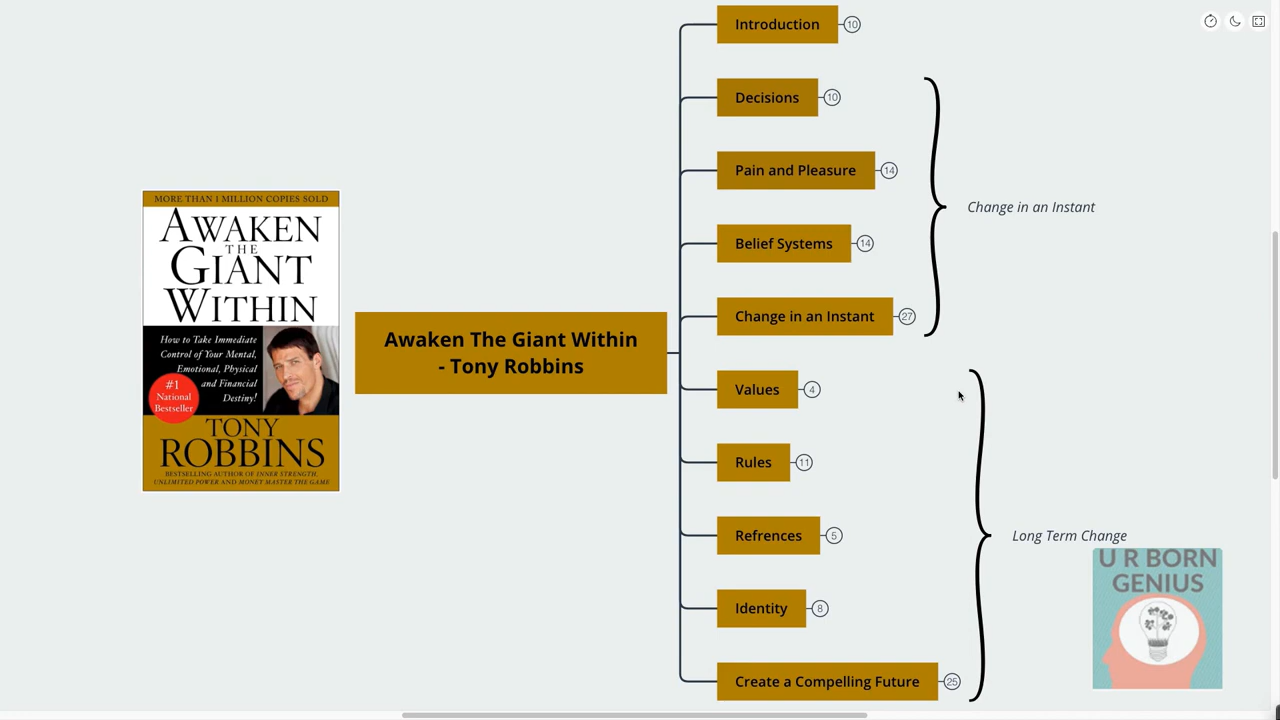 MORE THAN 1 MILLION COPIES SOLD
AWAKEN
THE
GIANT
WITHIN
How to Take Immediate
Control of Your Mental,
Emotional, Physical
and Financial
Destiny!
#1
National
Bestseller
TONY
ROBBINS
BESTSELLING AUTHOR OF INNER STRENGTH,
UNLIMITED POWER AND MONEY MASTER THE GAME
Awaken The Giant Within
- Tony Robbins
Introduction 10
Decisions 10
Pain and Pleasure 14
Belief Systems 14
Change in an Instant 27
Change in an Instant
Values 4
Rules 11
Refrences 5
Identity 8
Create a Compelling Future 25
Long Term Change
U R BORN
GENIUS